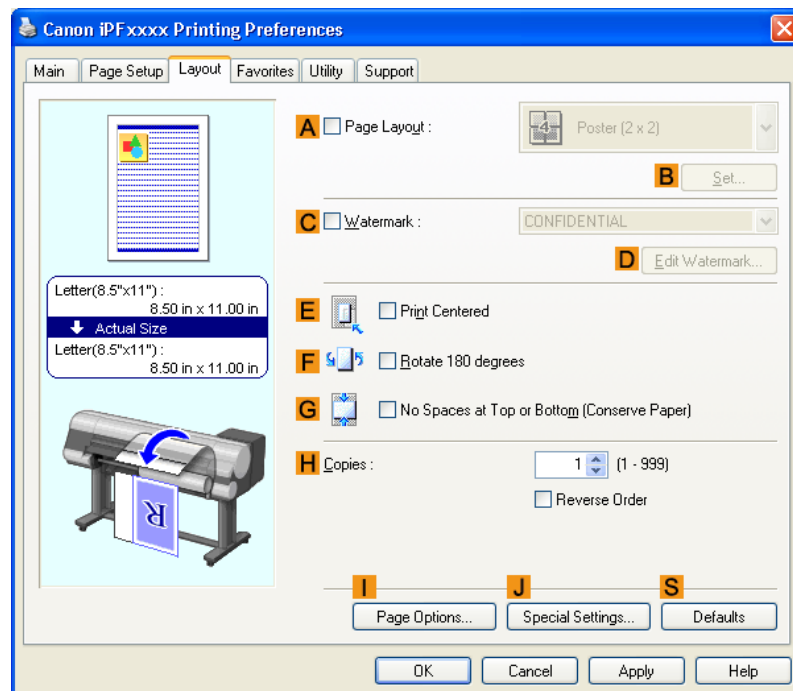 Canon iPFxxxx Printing Preferences
Main Page Setup Layout Favorites Utility Support
A Page Layout : 4 Poster (2 x 2)
B Set...
C Watermark : CONFIDENTIAL
D Edit Watermark...
Letter(8.5"x11") :
8.50 in x 11.00 in
Actual Size
Letter(8.5"x11") :
8.50 in x 11.00 in
E Print Centered
F Rotate 180 degrees
G No Spaces at Top or Bottom (Conserve Paper)
H Copies : 1 (1 - 999)
Reverse Order
R
I J S
Page Options... Special Settings... Defaults
OK Cancel Apply Help